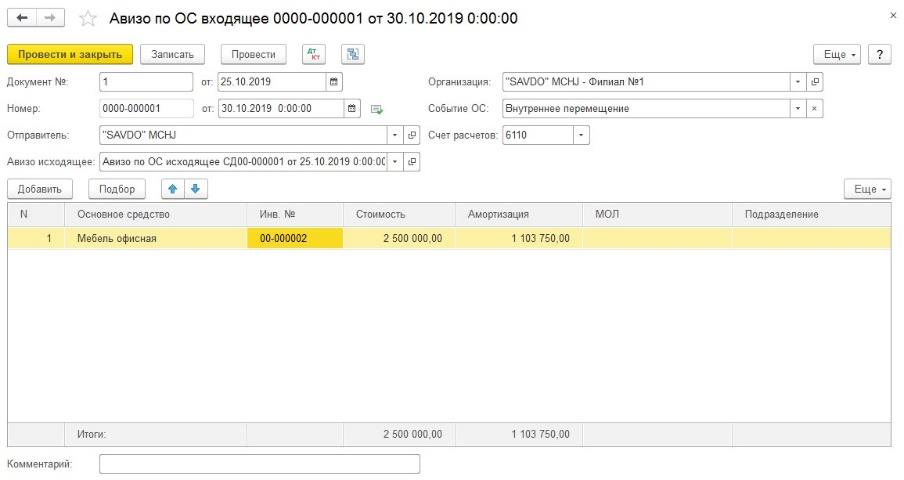 Авизо по ОС входящее 0000-000001 от 30.10.2019 0:00:00
Провести и закрыть Записать Провести Дт Кт Еще ?
Документ №: 1 от: 25.10.2019 Организация: "SAVDO" MCHJ - Филиал №1
Номер: 0000-000001 от: 30.10.2019 0:00:00 Событие ОС: Внутреннее перемещение
Отправитель: "SAVDO" MCHJ Счет расчетов: 6110
Авизо исходящее: Авизо по ОС исходящее СД00-000001 от 25.10.2019 0:00:00
Добавить Подбор Еще
N Основное средство Инв. № Стоимость Амортизация МОЛ Подразделение
1 Мебель офисная 00-000002 2 500 000,00 1 103 750,00
Итоги: 2 500 000,00 1 103 750,00
Комментарий: